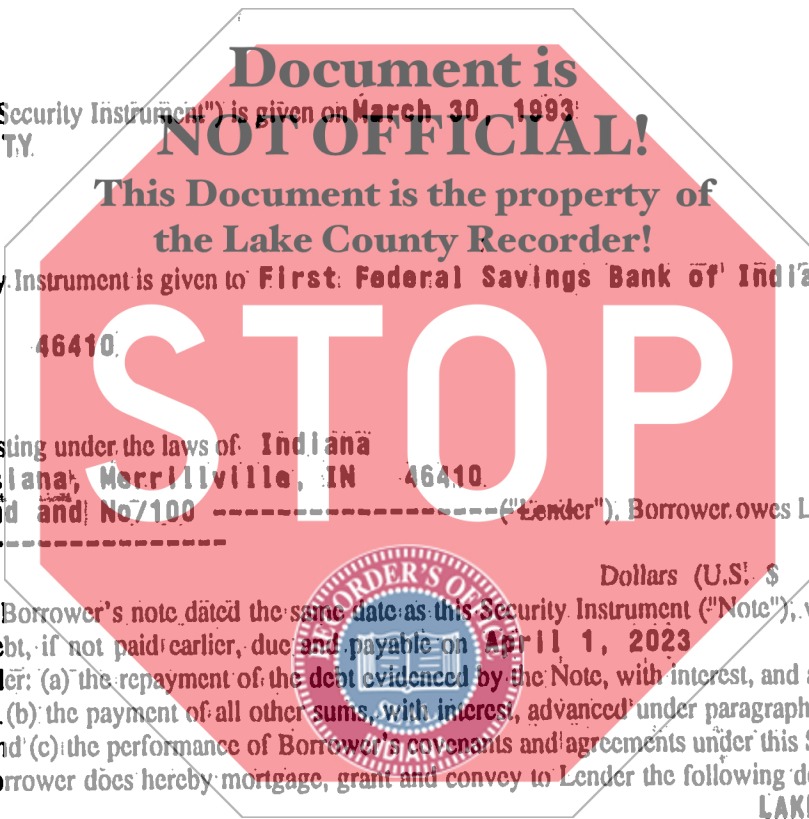 Document is
Security Instrument") is given on March 30, 1993
NOT OFFICIAL!
TY.
This Document is the property of
the Lake County Recorder!
Instrument is given to First Federal Savings Bank of India
46410
STOP
sting under the laws of Indiana
siana, Merrillville, IN 46410
d and No/100 --------------------("Lender"). Borrower owes L
----------------
Dollars (U.S. $
RECORDER'S OFFICE
Borrower's note dated the same date as this Security Instrument ("Note"),
ebt, if not paid earlier, due and payable on April 1, 2023
er: (a) the repayment of the debt evidenced by the Note, with interest, and
(b) the payment of all other sums, with interest, advanced under paragraph
nd (c) the performance of Borrower's covenants and agreements under this S
rrower does hereby mortgage, grant and convey to Lender the following de
LAKE